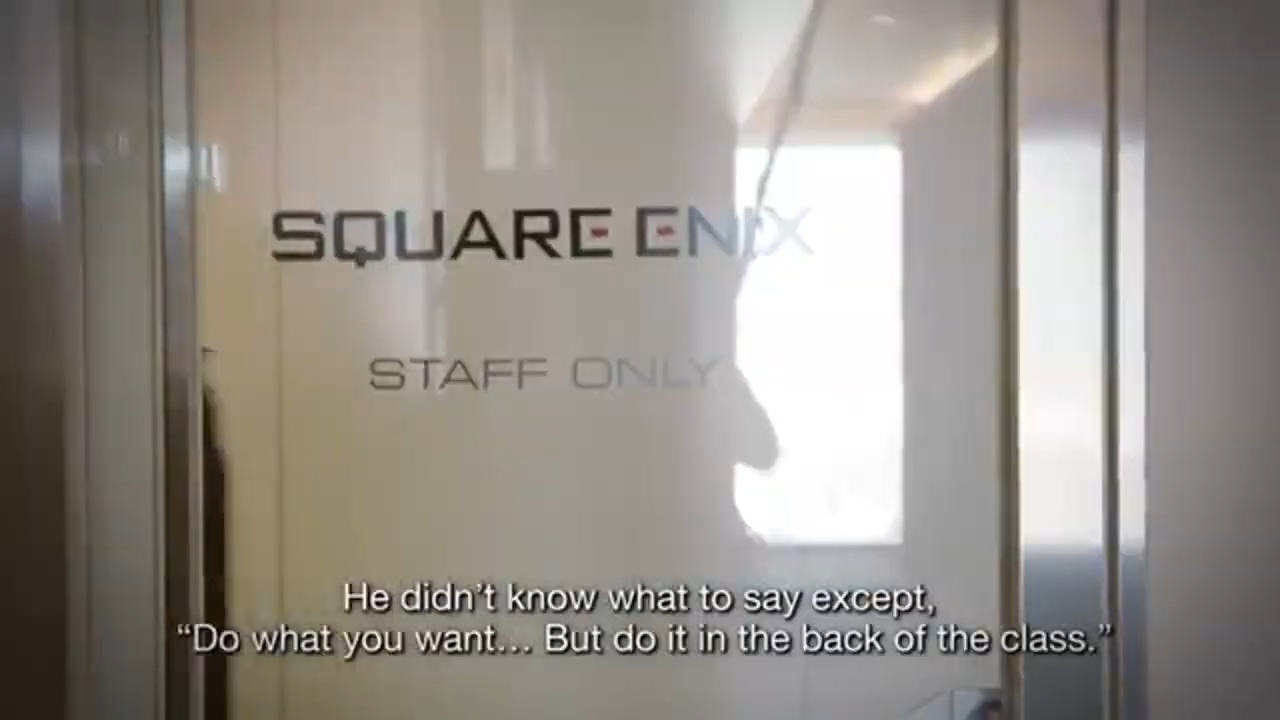 SQUARE ENIX
STAFF ONLY
He didn’t know what to say except,
“Do what you want... But do it in the back of the class.”